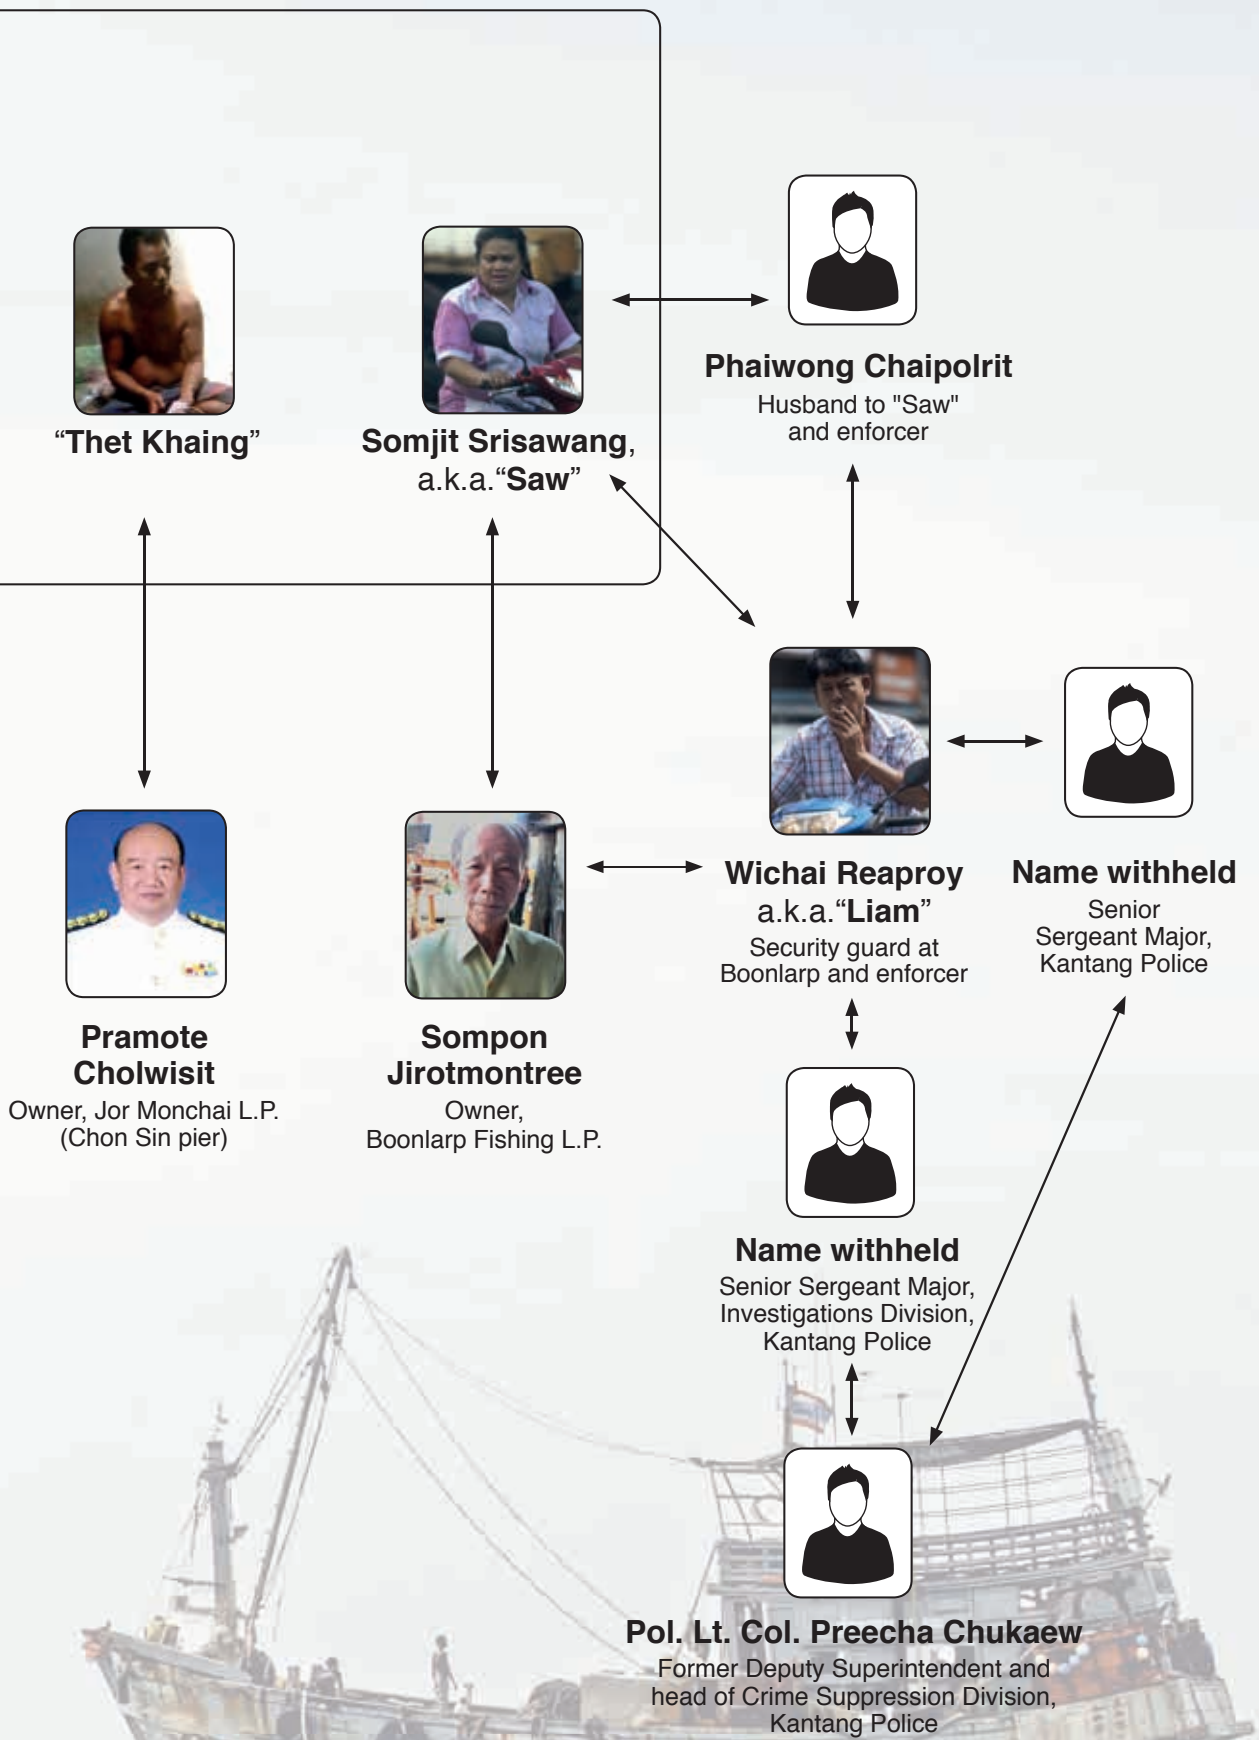 Phaiwong Chaipolrit
Husband to "Saw"
and enforcer
“Thet Khaing”
Somjit Srisawang,
a.k.a.“Saw”
Wichai Reaproy
a.k.a.“Liam”
Security guard at
Boonlarp and enforcer
Name withheld
Senior
Sergeant Major,
Kantang Police
Pramote
Cholwisit
Owner, Jor Monchai L.P.
(Chon Sin pier)
Sompon
Jirotmontree
Owner,
Boonlarp Fishing L.P.
Name withheld
Senior Sergeant Major,
Investigations Division,
Kantang Police
Pol. Lt. Col. Preecha Chukaew
Former Deputy Superintendent and
head of Crime Suppression Division,
Kantang Police